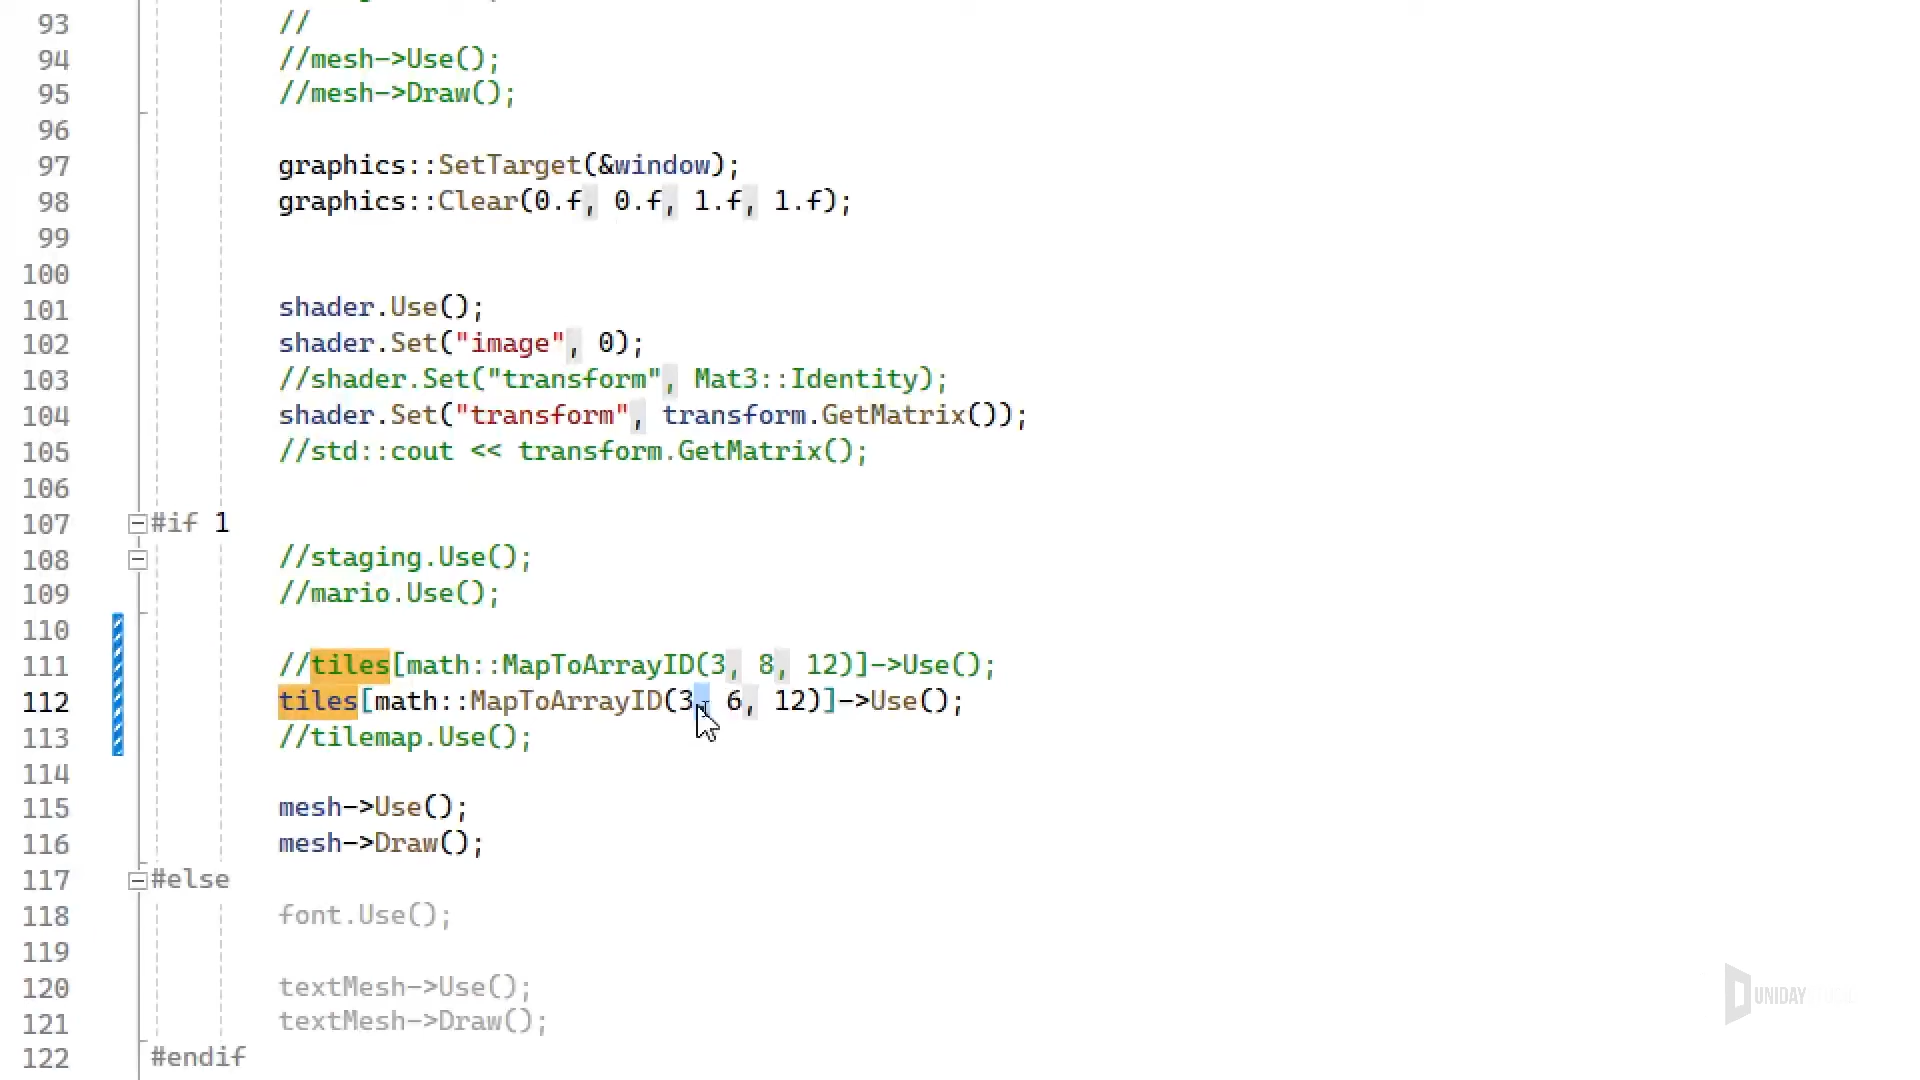 93 //
94 //mesh->Use();
95 //mesh->Draw();
96
97 graphics::SetTarget(&window);
98 graphics::Clear(0.f, 0.f, 1.f, 1.f);
99
100
101 shader.Use();
102 shader.Set("image", 0);
103 //shader.Set("transform", Mat3::Identity);
104 shader.Set("transform", transform.GetMatrix());
105 //std::cout << transform.GetMatrix();
106
107 #if 1
108 //staging.Use();
109 //mario.Use();
110
111 //tiles[math::MapToArrayID(3, 8, 12)]->Use();
112 tiles[math::MapToArrayID(3, 6, 12)]->Use();
113 //tilemap.Use();
114
115 mesh->Use();
116 mesh->Draw();
117 #else
118 font.Use();
119
120 textMesh->Use();
121 textMesh->Draw();
122 #endif
UNIDAY